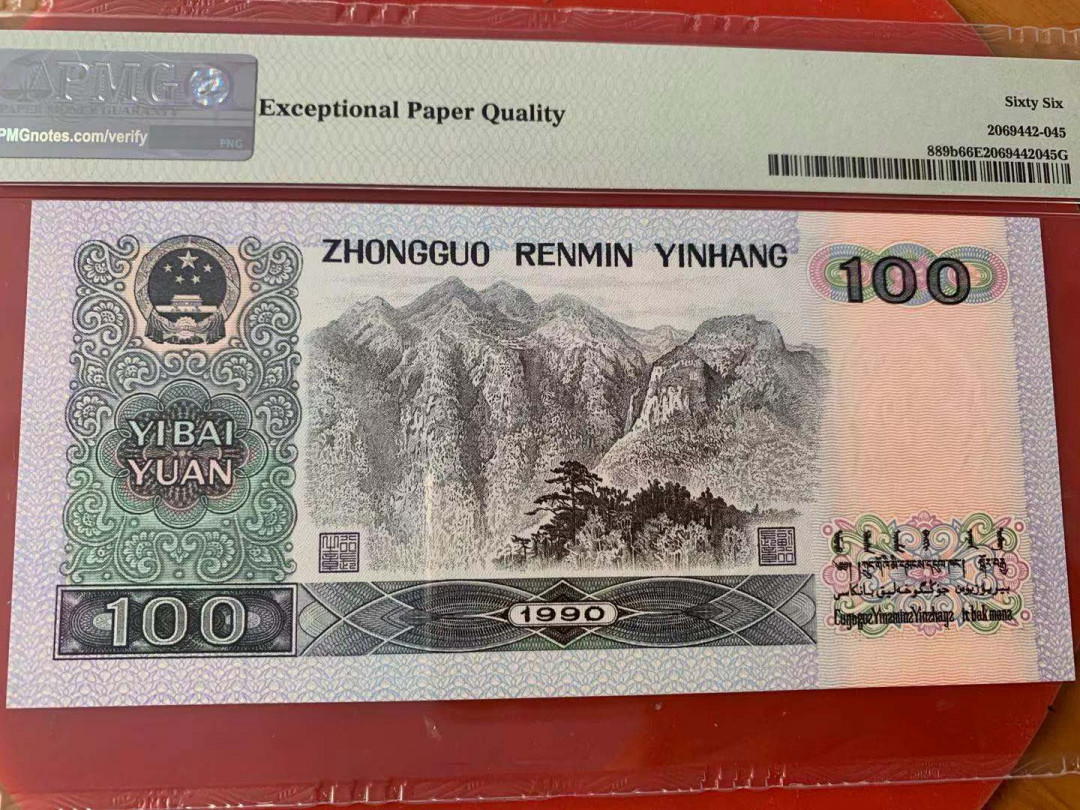 PMG
Exceptional Paper Quality
Sixty Six
2069442-045
PMGnotes.com/verify
PNG
889b66E2069442045G
ZHONGGUO RENMIN YINHANG
100
YIBAI
YUAN
100
1990